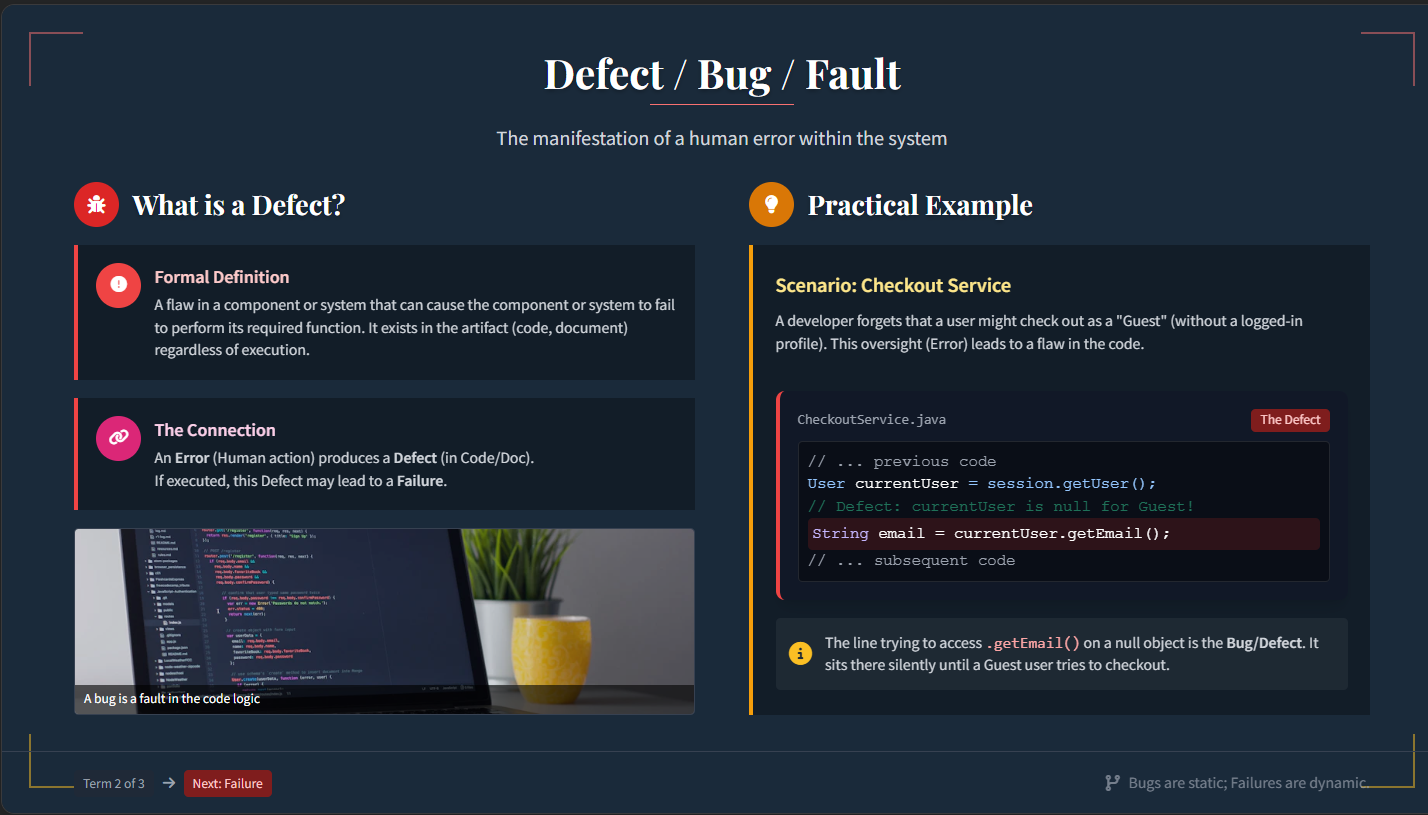 Defect / Bug / Fault
The manifestation of a human error within the system
What is a Defect?
Formal Definition
A flaw in a component or system that can cause the component or system to fail
to perform its required function. It exists in the artifact (code, document)
regardless of execution.
The Connection
An Error (Human action) produces a Defect (in Code/Doc).
If executed, this Defect may lead to a Failure.
A bug is a fault in the code logic
Practical Example
Scenario: Checkout Service
A developer forgets that a user might check out as a "Guest" (without a logged-in
profile). This oversight (Error) leads to a flaw in the code.
CheckoutService.java
The Defect
// ... previous code
User currentUser = session.getUser();
// Defect: currentUser is null for Guest!
String email = currentUser.getEmail();
// ... subsequent code
The line trying to access .getEmail() on a null object is the Bug/Defect. It
sits there silently until a Guest user tries to checkout.
Term 2 of 3 → Next: Failure
Bugs are static; Failures are dynamic.